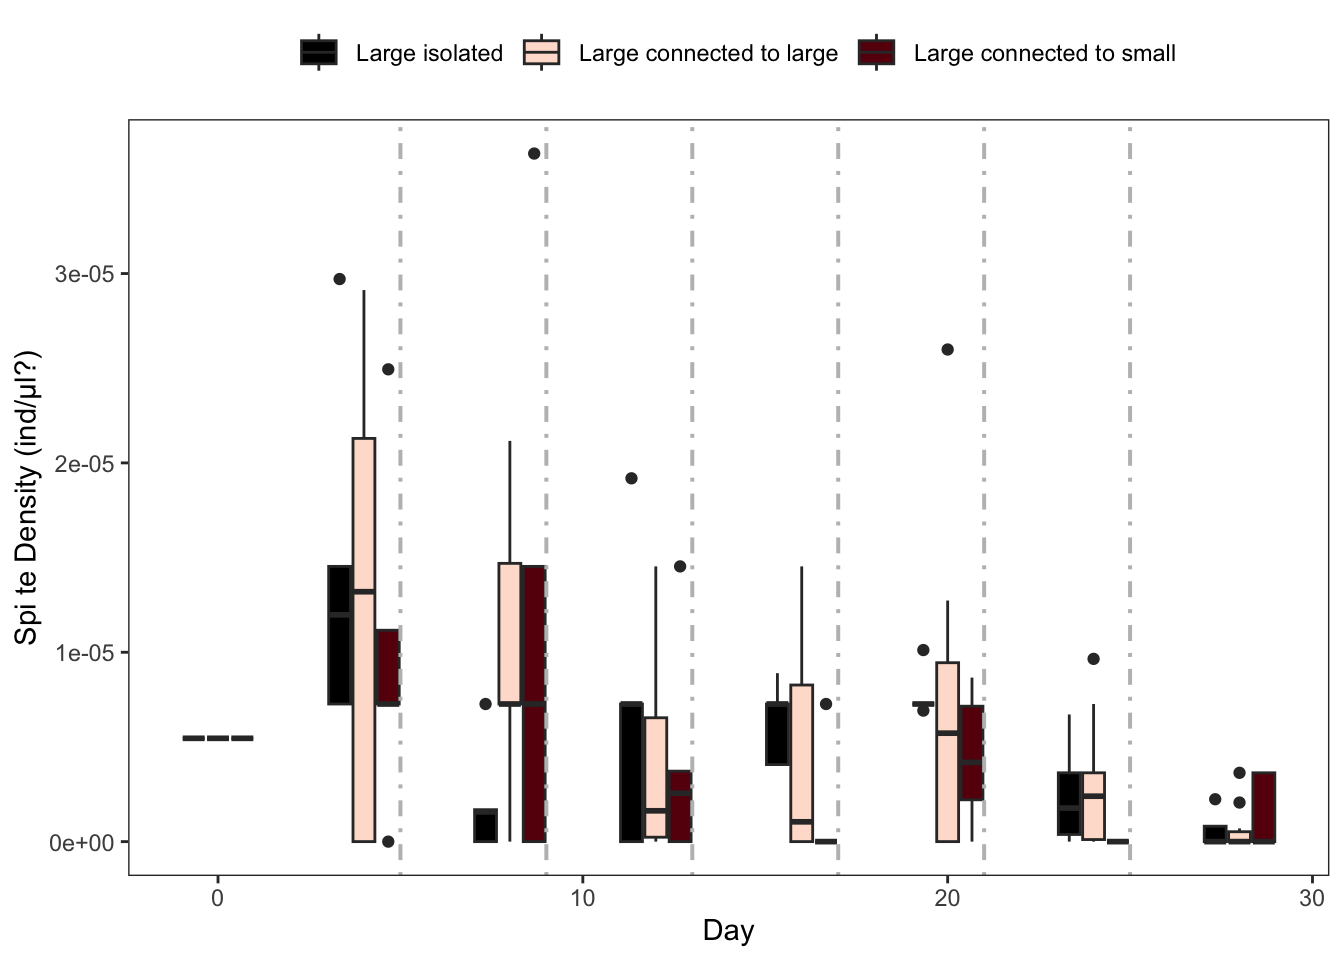 Large isolated Large connected to large Large connected to small
3e-05
2e-05
1e-05
0e+00
Spi te Density (ind/µl?)
0 10 20 30
Day